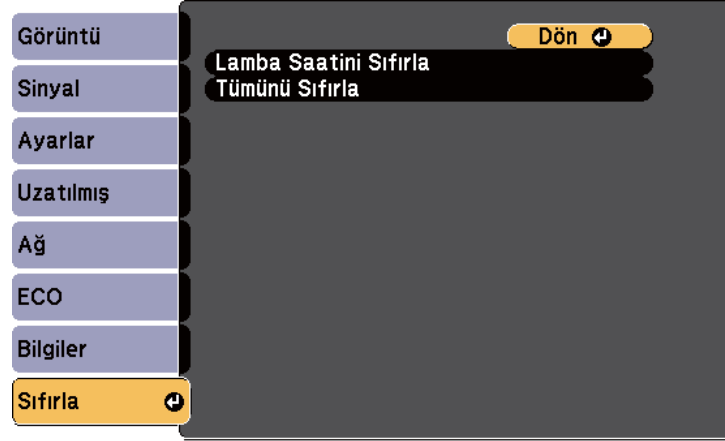 Görüntü
Sinyal
Ayarlar
Uzatılmış
Ağ
ECO
Bilgiler
Sıfırla
Dön
Lamba Saatini Sıfırla
Tümünü Sıfırla